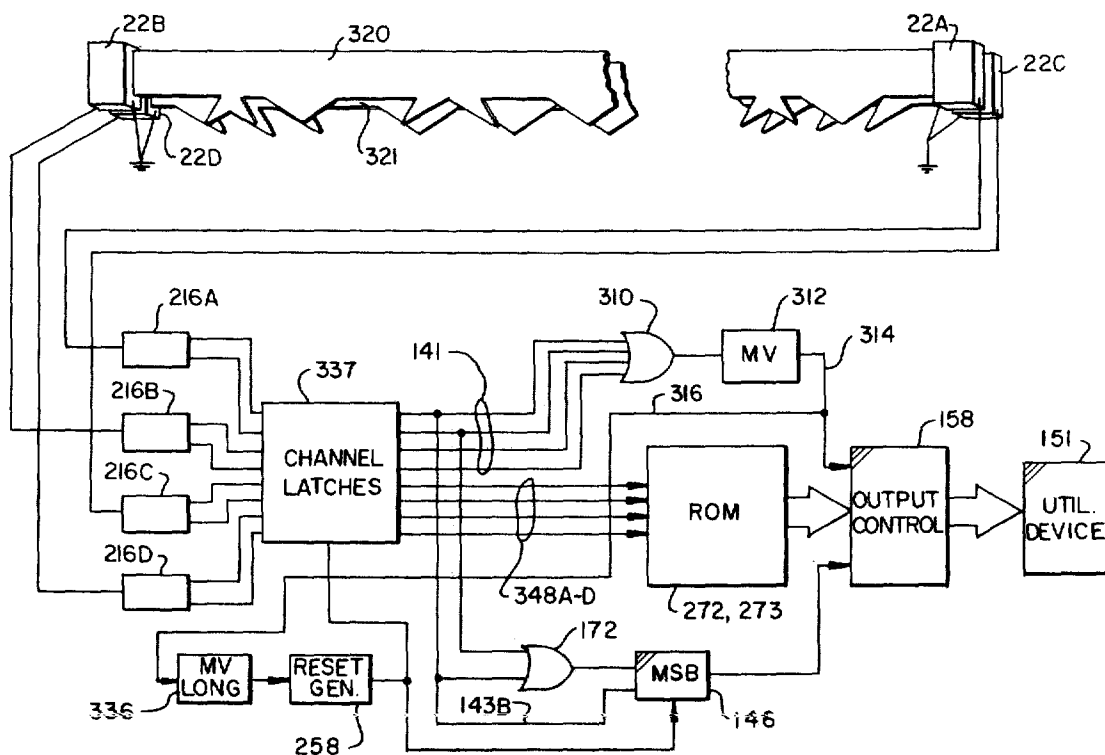 22B
320
22A
22C
22D
321
216A
216B
216C
216D
337
CHANNEL
LATCHES
141
310
312
MV
314
316
158
OUTPUT
CONTROL
151
UTIL.
DEVICE
ROM
272, 273
348A-D
172
MSB
146
143B
MV
LONG
336
RESET
GEN.
258